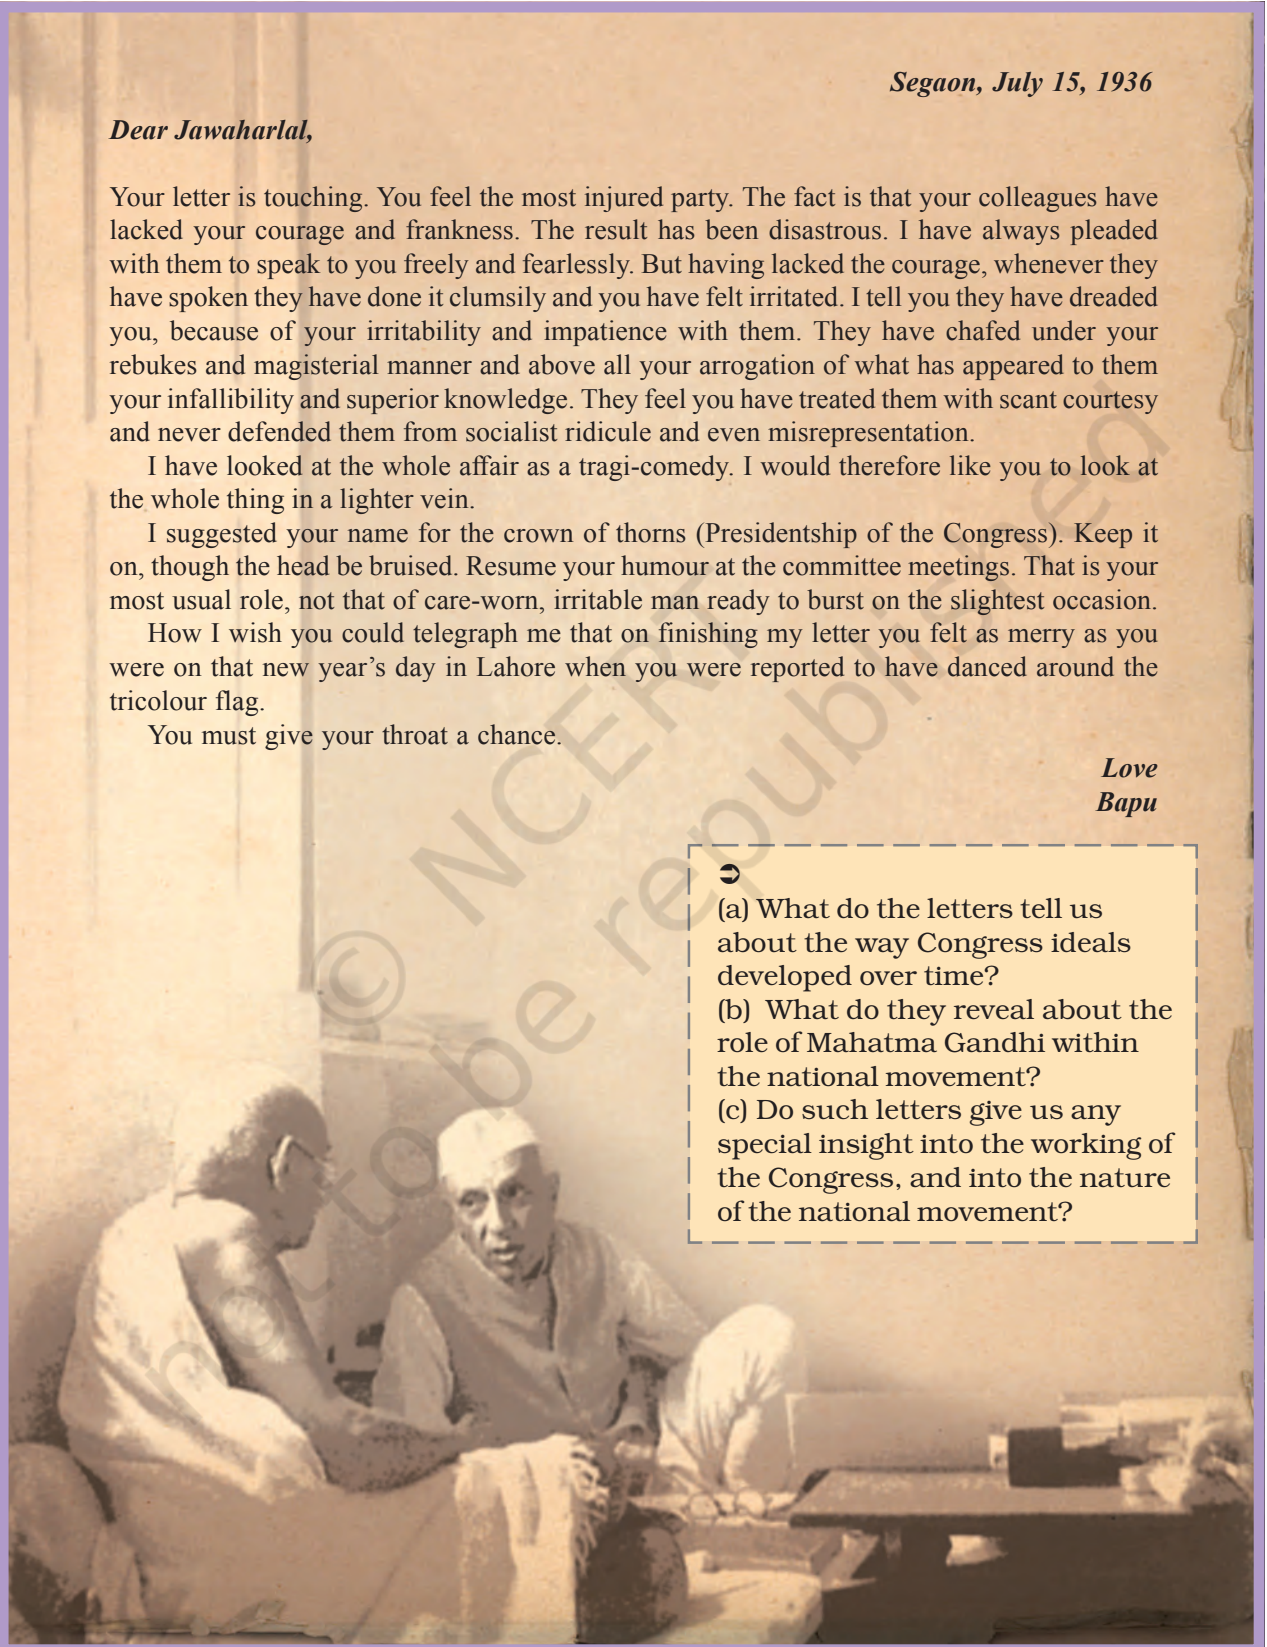 Segaon, July 15, 1936
Dear Jawaharlal,
Your letter is touching. You feel the most injured party. The fact is that your colleagues have
lacked your courage and frankness. The result has been disastrous. I have always pleaded
with them to speak to you freely and fearlessly. But having lacked the courage, whenever they
have spoken they have done it clumsily and you have felt irritated. I tell you they have dreaded
you, because of your irritability and impatience with them. They have chafed under your
rebukes and magisterial manner and above all your arrogation of what has appeared to them
your infallibility and superior knowledge. They feel you have treated them with scant courtesy
and never defended them from socialist ridicule and even misrepresentation.
I have looked at the whole affair as a tragi-comedy. I would therefore like you to look at
the whole thing in a lighter vein.
I suggested your name for the crown of thorns (Presidentship of the Congress). Keep it
on, though the head be bruised. Resume your humour at the committee meetings. That is your
most usual role, not that of care-worn, irritable man ready to burst on the slightest occasion.
How I wish you could telegraph me that on finishing my letter you felt as merry as you
were on that new year's day in Lahore when you were reported to have danced around the
tricolour flag.
You must give your throat a chance.
Love
Bapu
(a) What do the letters tell us
about the way Congress ideals
developed over time?
(b) What do they reveal about the
role of Mahatma Gandhi within
the national movement?
(c) Do such letters give us any
special insight into the working of
the Congress, and into the nature
of the national movement?
© NCERT
not to be republished